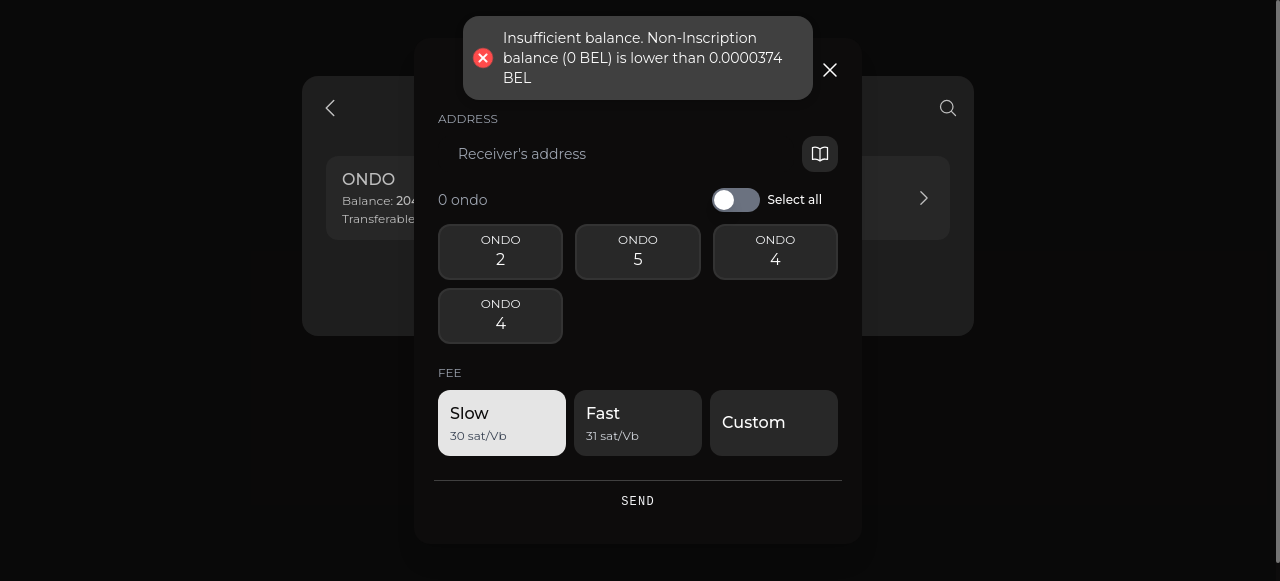 Insufficient balance. Non-Inscription
balance (0 BEL) is lower than 0.0000374
BEL
ADDRESS
Receiver's address
ONDO
Balance: 204
Transferable
0 ondo
Select all
ONDO
2
ONDO
5
ONDO
4
ONDO
4
FEE
Slow
30 sat/Vb
Fast
31 sat/Vb
Custom
SEND